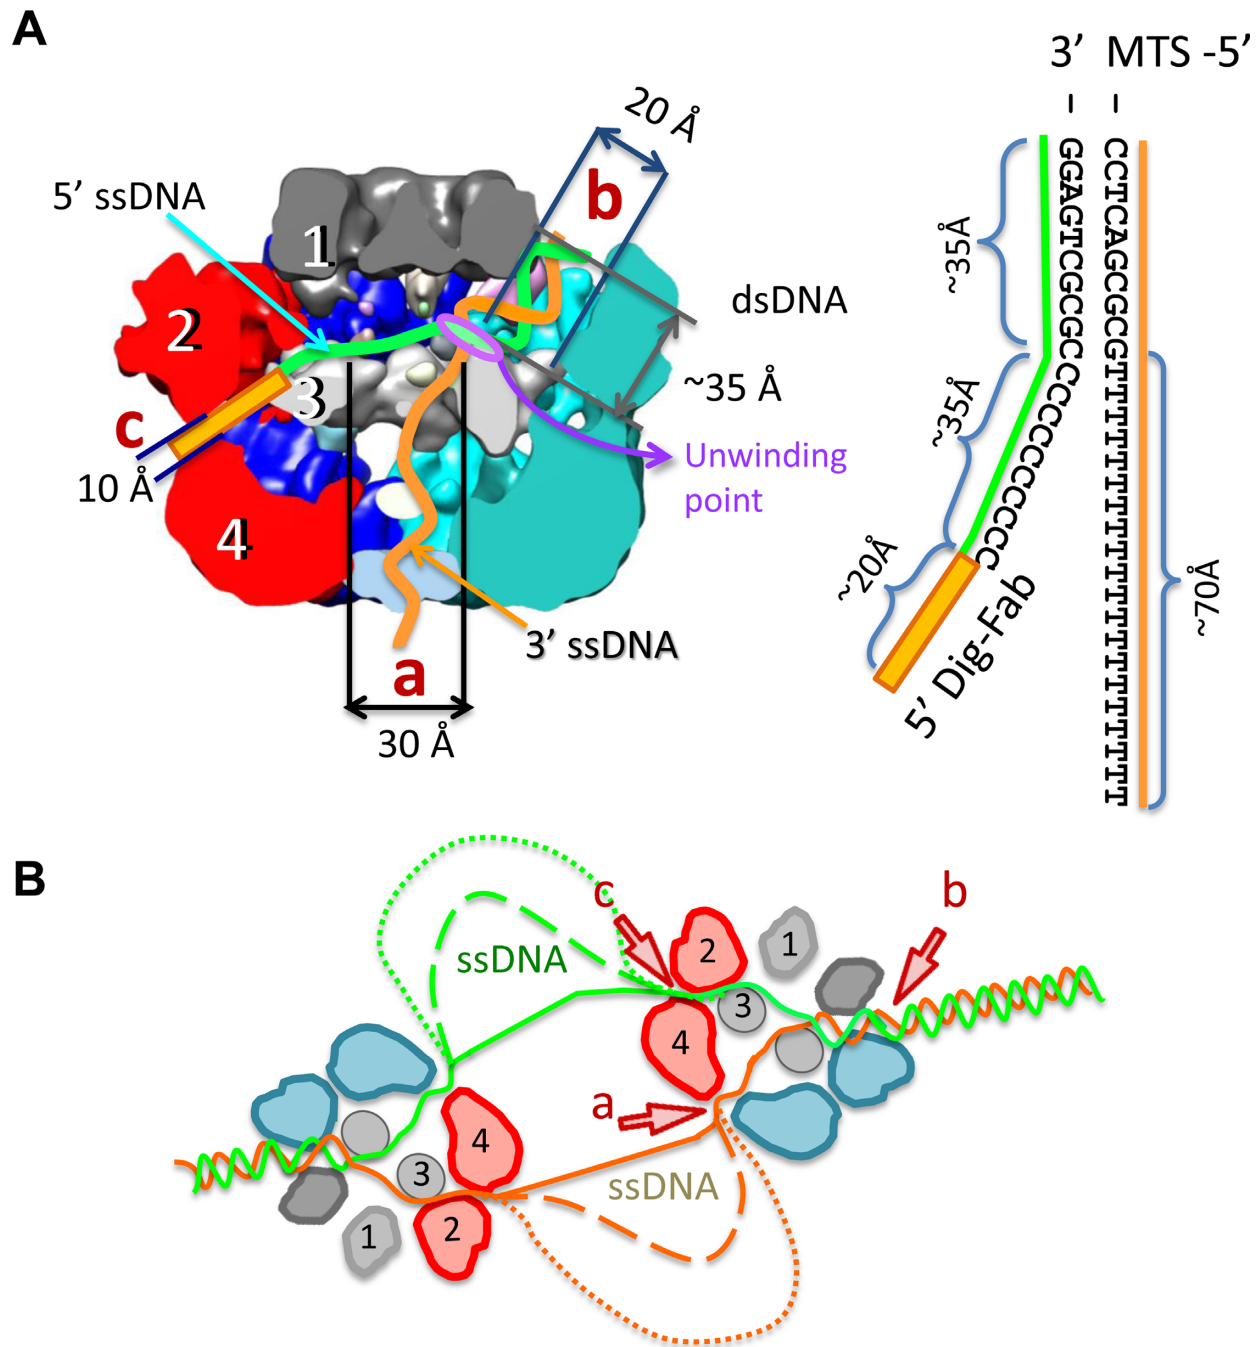 A
3’ MTS -5’
20 Å
b
5’ ssDNA
1
dsDNA
2
3
~35 Å
c
10 Å
Unwinding
point
4
3’ ssDNA
a
30 Å
GGAGTCGCGCCCCCCCCCCC
CCTCAGCGCGTTTTTTTTTTTTTTTTTTTT
~35Å
~35Å
~20Å
5’ Dig-Fab
~70Å
B
c
b
ssDNA
2
1
3
4
a
4
3
ssDNA
1
2